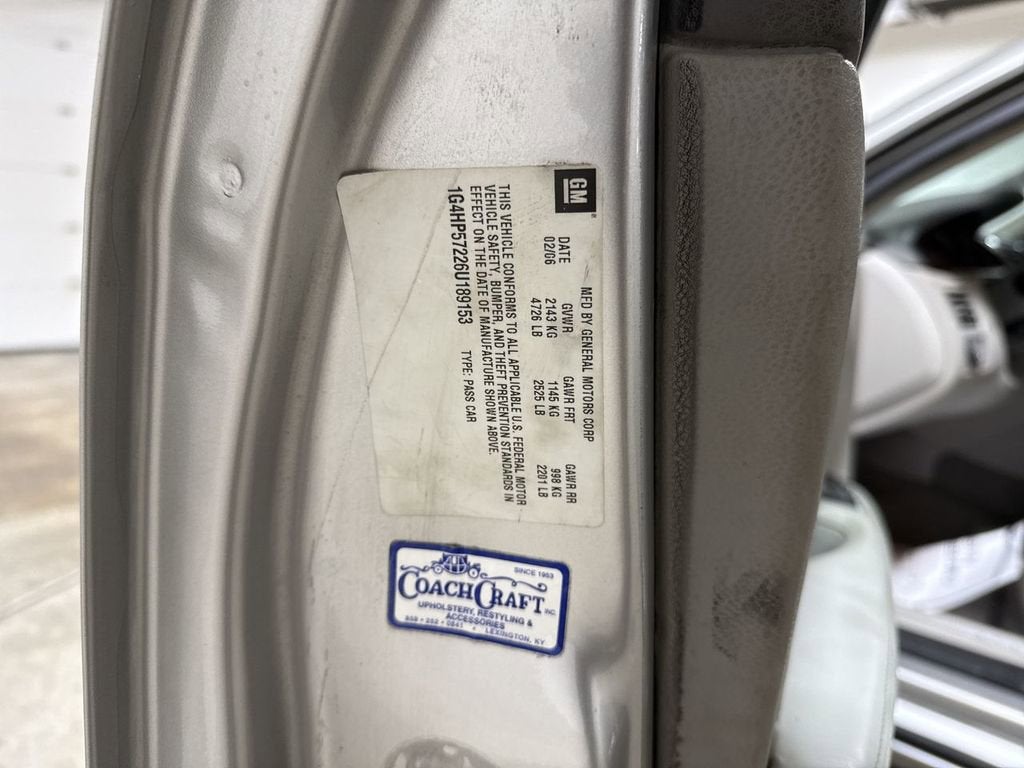 GM
MFD BY GENERAL MOTORS CORP
DATE GVWR GAWR FRT GAWR RR
02/06 2143 KG 1145 KG 998 KG
4726 LB 2525 LB 2201 LB
THIS VEHICLE CONFORMS TO ALL APPLICABLE U.S. FEDERAL MOTOR
VEHICLE SAFETY, BUMPER, AND THEFT PREVENTION STANDARDS IN
EFFECT ON THE DATE OF MANUFACTURE SHOWN ABOVE.
1G4HP57226U189153 TYPE: PASS CAR
SINCE 1953
COACHCRAFT INC.
UPHOLSTERY, RESTYLING &
ACCESSORIES
LEXINGTON, KY